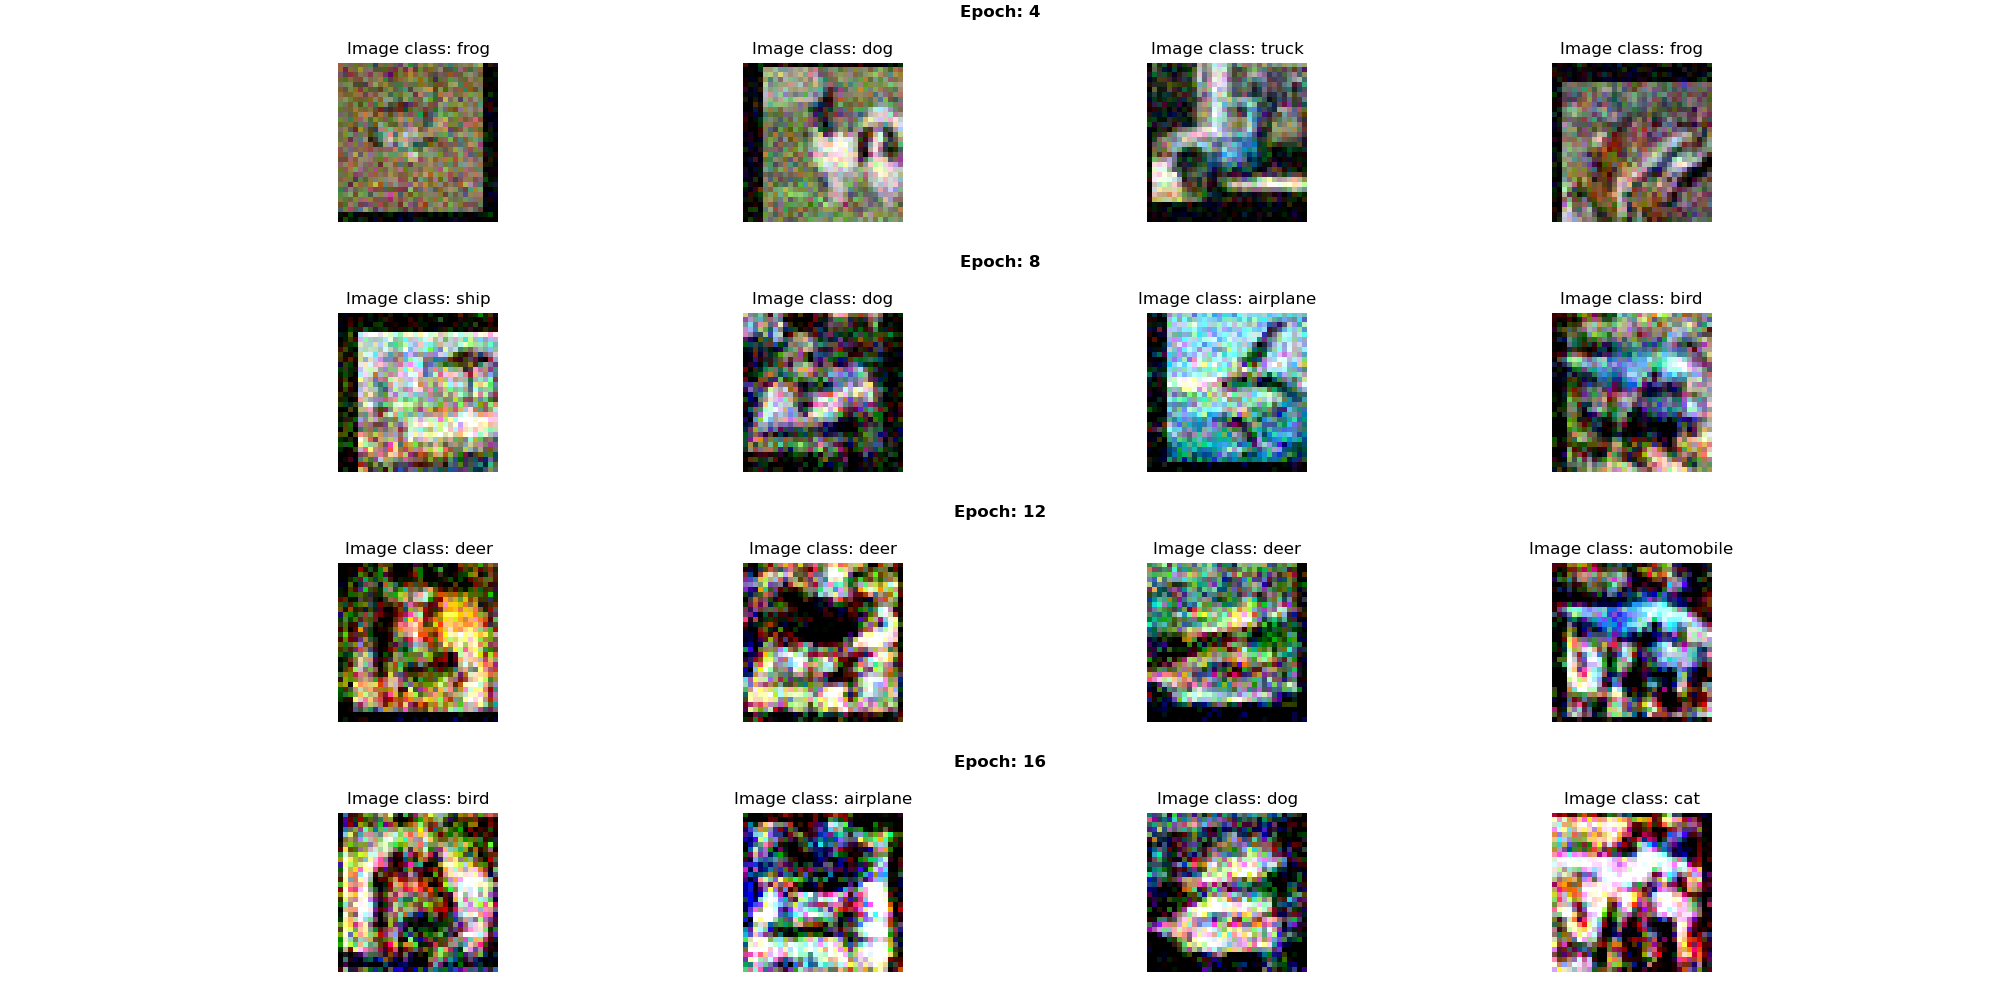 Epoch: 4
Image class: frog
Image class: dog
Image class: truck
Image class: frog
Epoch: 8
Image class: ship
Image class: dog
Image class: airplane
Image class: bird
Epoch: 12
Image class: deer
Image class: deer
Image class: deer
Image class: automobile
Epoch: 16
Image class: bird
Image class: airplane
Image class: dog
Image class: cat